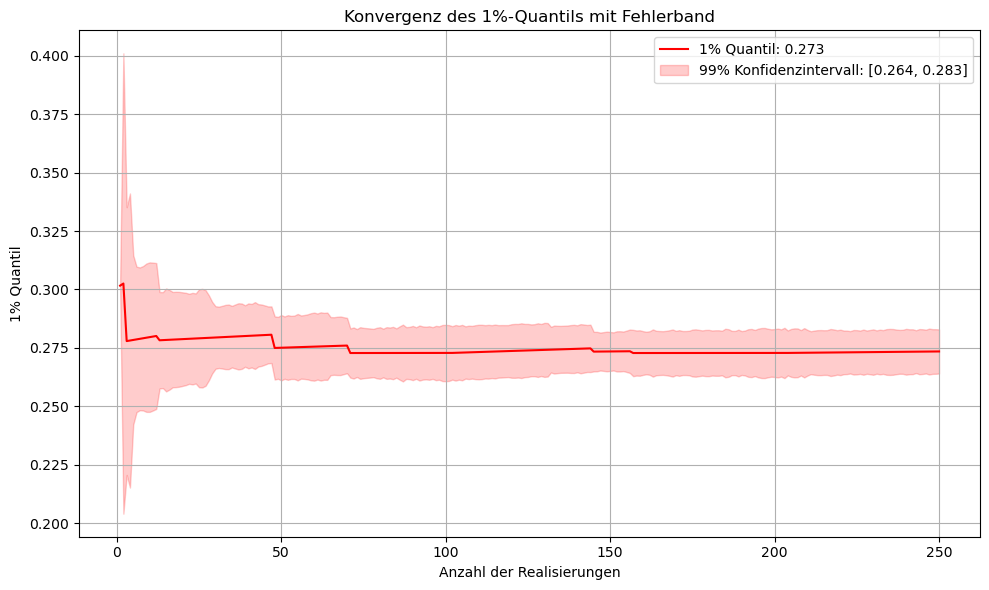 Konvergenz des 1%-Quantils mit Fehlerband
1% Quantil: 0.273
99% Konfidenzintervall: [0.264, 0.283]
1% Quantil
0.400
0.375
0.350
0.325
0.300
0.275
0.250
0.225
0.200
0 50 100 150 200 250
Anzahl der Realisierungen